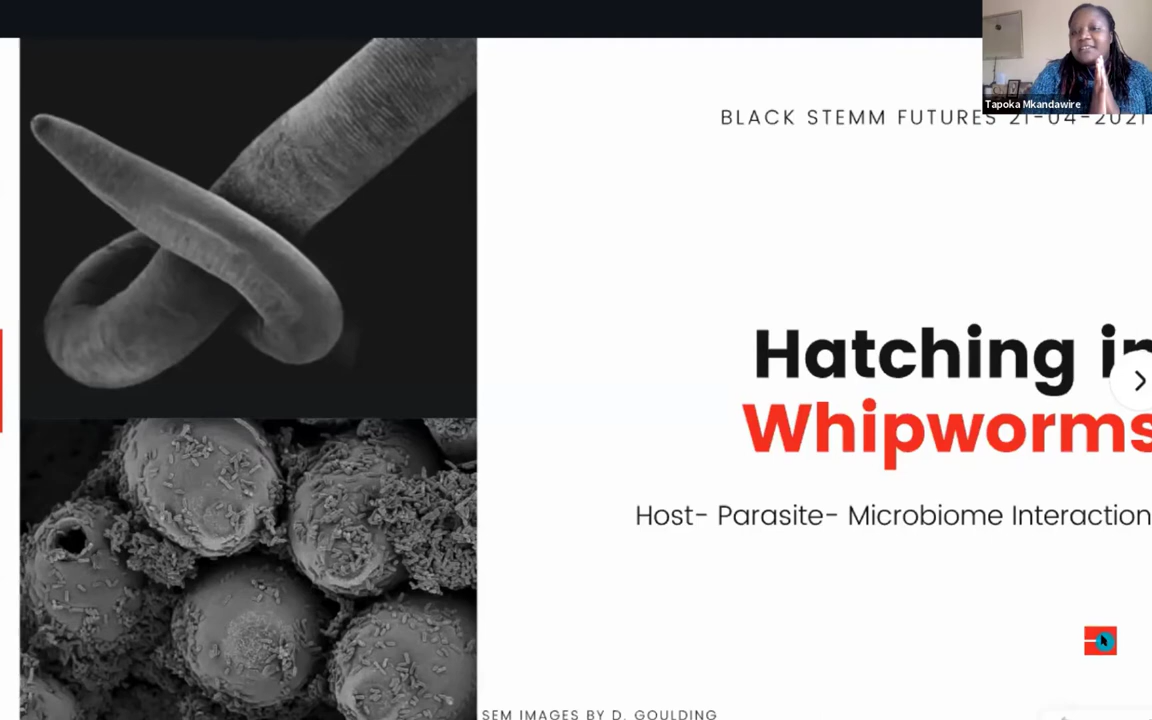 Tapoka Mkandawire
BLACK STEMM FUTURES 21-04-2021
Hatching in
Whipworms
Host- Parasite- Microbiome Interaction
SEM IMAGES BY D. GOULDING